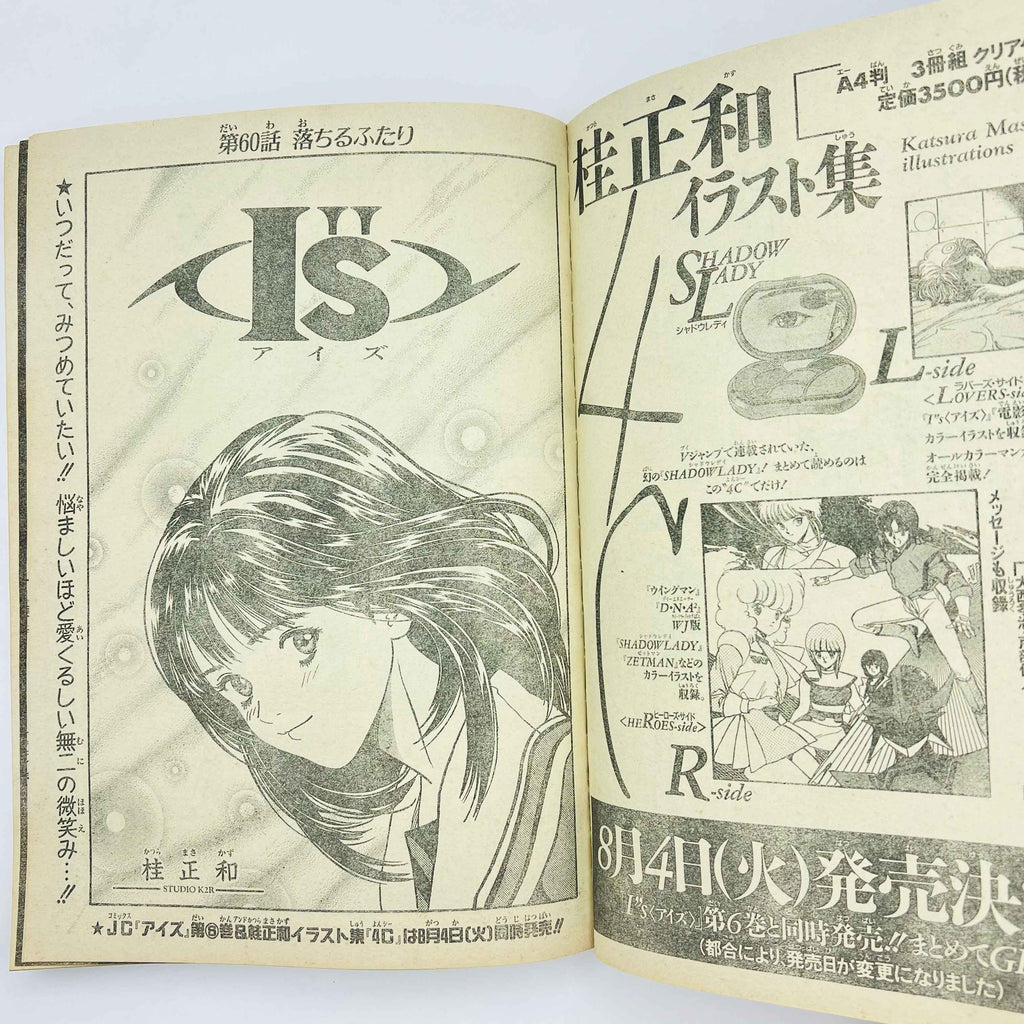 第60話 落ちるふたり
★いつだって、みつめていたい!! 悩ましいほど愛くるしい無二の微笑み…!!
I"s
アイズ
桂正和
STUDIO K2R
★JC『アイズ』第⑥巻&桂正和イラスト集『4C』は8月4日(火)同時発売!!
A4判 3冊組 クリア
定価3500円(税
桂正和
イラスト集
Katsura Mas
illustrations
4C
SHADOW
LADY
シャドウレディ
Vジャンプで連載されていた、
幻の『SHADOW LADY』! まとめて読めるのは
この"4C"でだけ!
L-side
<LOVERS-sid
ラバーズ・サイド
『I"s〈アイズ〉』『電影
カラーイラストを収
オールカラーマン
完全掲載!
メッセージも収録
『ウイングマン』
『D・N・A²』
WJ版
『SHADOW LADY』
『ZETMAN』などの
カラーイラストを
収録。
ヒーローズ・サイド
<HEROES-side>
R-side
8月4日(火)発売決
『I"s〈アイズ〉』第6巻と同時発売!! まとめてGE
(都合により、発売日が変更になりました)